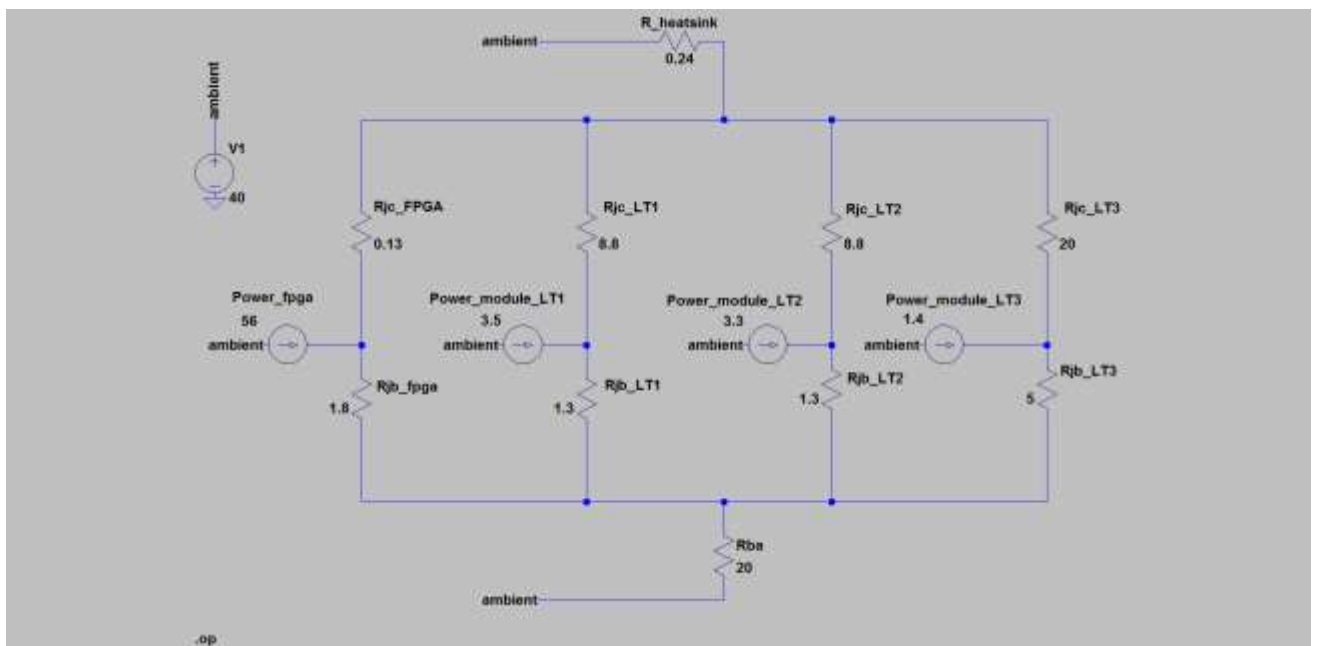 R_heatsink
ambient
0.24
ambient
V1
40
Rjc_FPGA
0.13
Rjc_LT1
8.8
Rjc_LT2
8.8
Rjc_LT3
20
Power_fpga
56
ambient
Power_module_LT1
3.5
ambient
Power_module_LT2
3.3
ambient
Power_module_LT3
1.4
ambient
Rjb_fpga
1.8
Rjb_LT1
1.3
Rjb_LT2
1.3
Rjb_LT3
5
Rba
20
ambient
.op